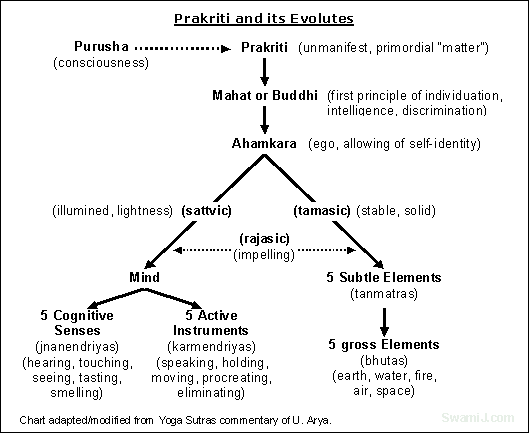 Prakriti and its Evolutes
Purusha
(consciousness)
Prakriti (unmanifest, primordial "matter")
Mahat or Buddhi (first principle of individuation,
intelligence, discrimination)
Ahamkara (ego, allowing of self-identity)
(illumined, lightness) (sattvic)
(tamasic) (stable, solid)
(rajasic)
(impelling)
Mind
5 Cognitive
Senses
(jnanendriyas)
(hearing, touching,
seeing, tasting,
smelling)
5 Active
Instruments
(karmendriyas)
(speaking, holding,
moving, procreating,
eliminating)
5 Subtle Elements
(tanmatras)
5 gross Elements
(bhutas)
(earth, water, fire,
air, space)
Chart adapted/modified from Yoga Sutras commentary of U. Arya.
SwamiJ.com